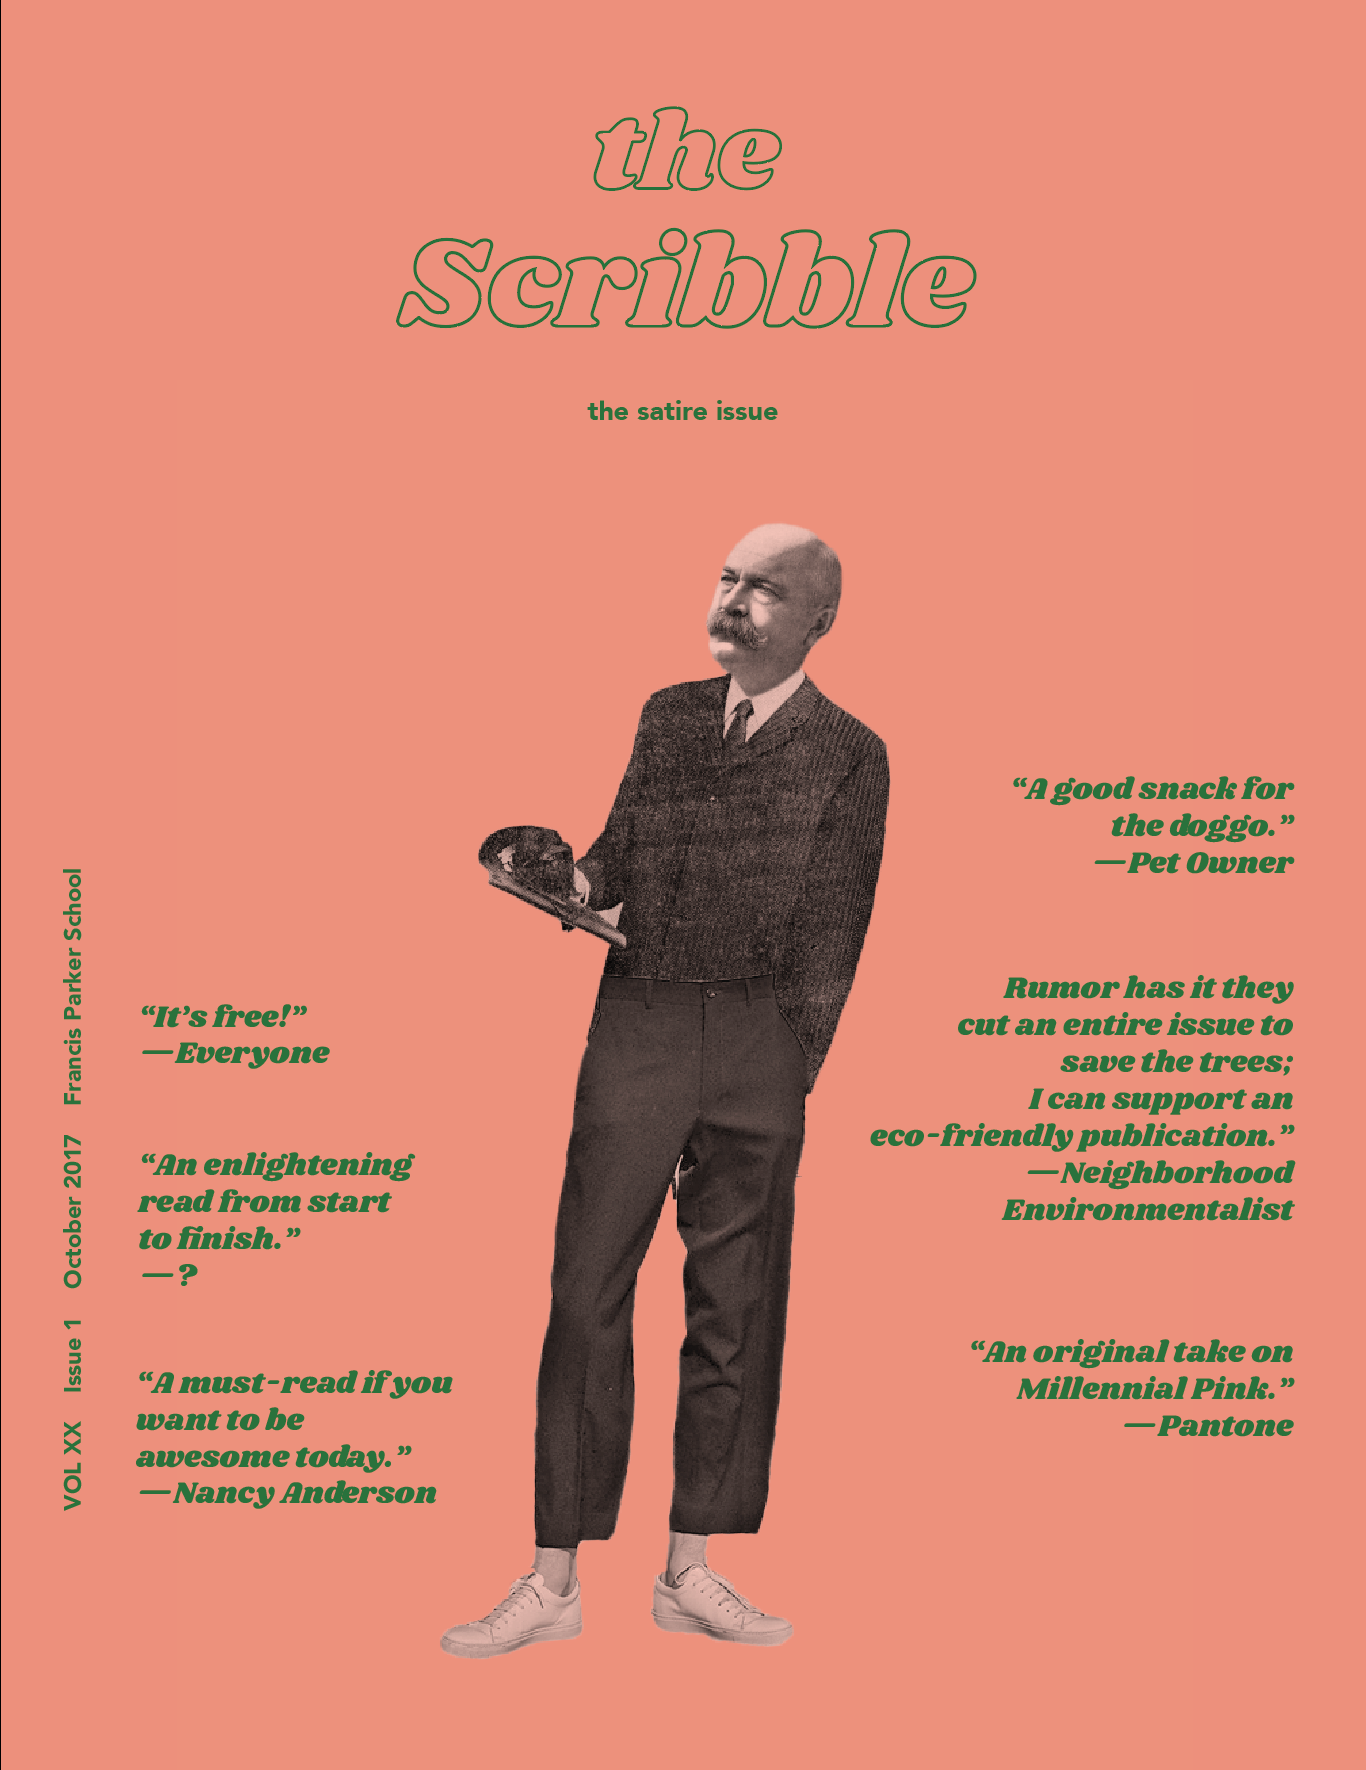 the
Scribble
the satire issue
“A good snack for
the doggo.”
—Pet Owner
Rumor has it they
cut an entire issue to
save the trees;
I can support an
eco-friendly publication.”
—Neighborhood
Environmentalist
“An original take on
Millennial Pink.”
—Pantone
“It’s free!”
—Everyone
“An enlightening
read from start
to finish.”
—?
“A must-read if you
want to be
awesome today.”
—Nancy Anderson
VOL XX Issue 1 October 2017 Francis Parker School